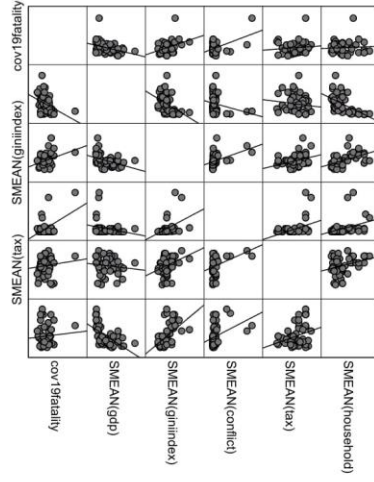 cov19fatality
SMEAN(giniindex)
SMEAN(tax)
cov19fatality
SMEAN(gdp)
SMEAN(giniindex)
SMEAN(conflict)
SMEAN(tax)
SMEAN(household)